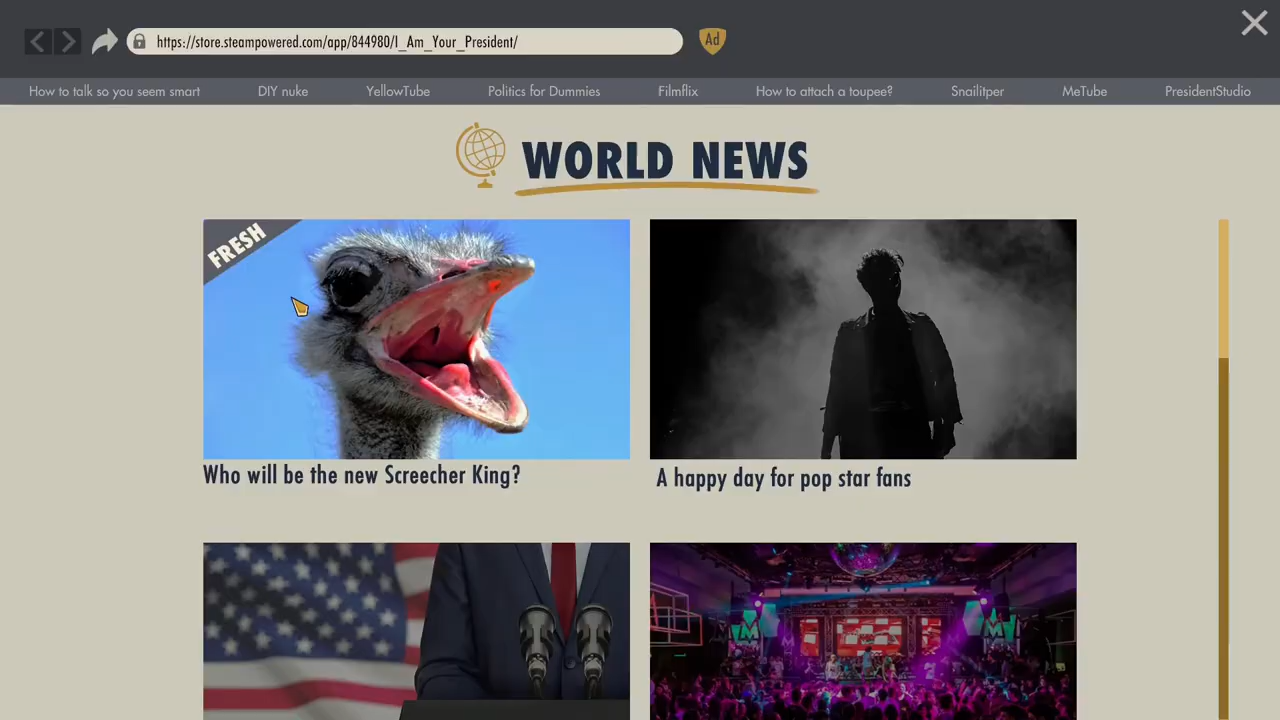 https://store.steampowered.com/app/844980/I_Am_Your_President/
Ad
How to talk so you seem smart
DIY nuke
YellowTube
Politics for Dummies
Filmflix
How to attach a toupee?
Snailitper
MeTube
PresidentStudio
WORLD NEWS
FRESH
Who will be the new Screecher King?
A happy day for pop star fans